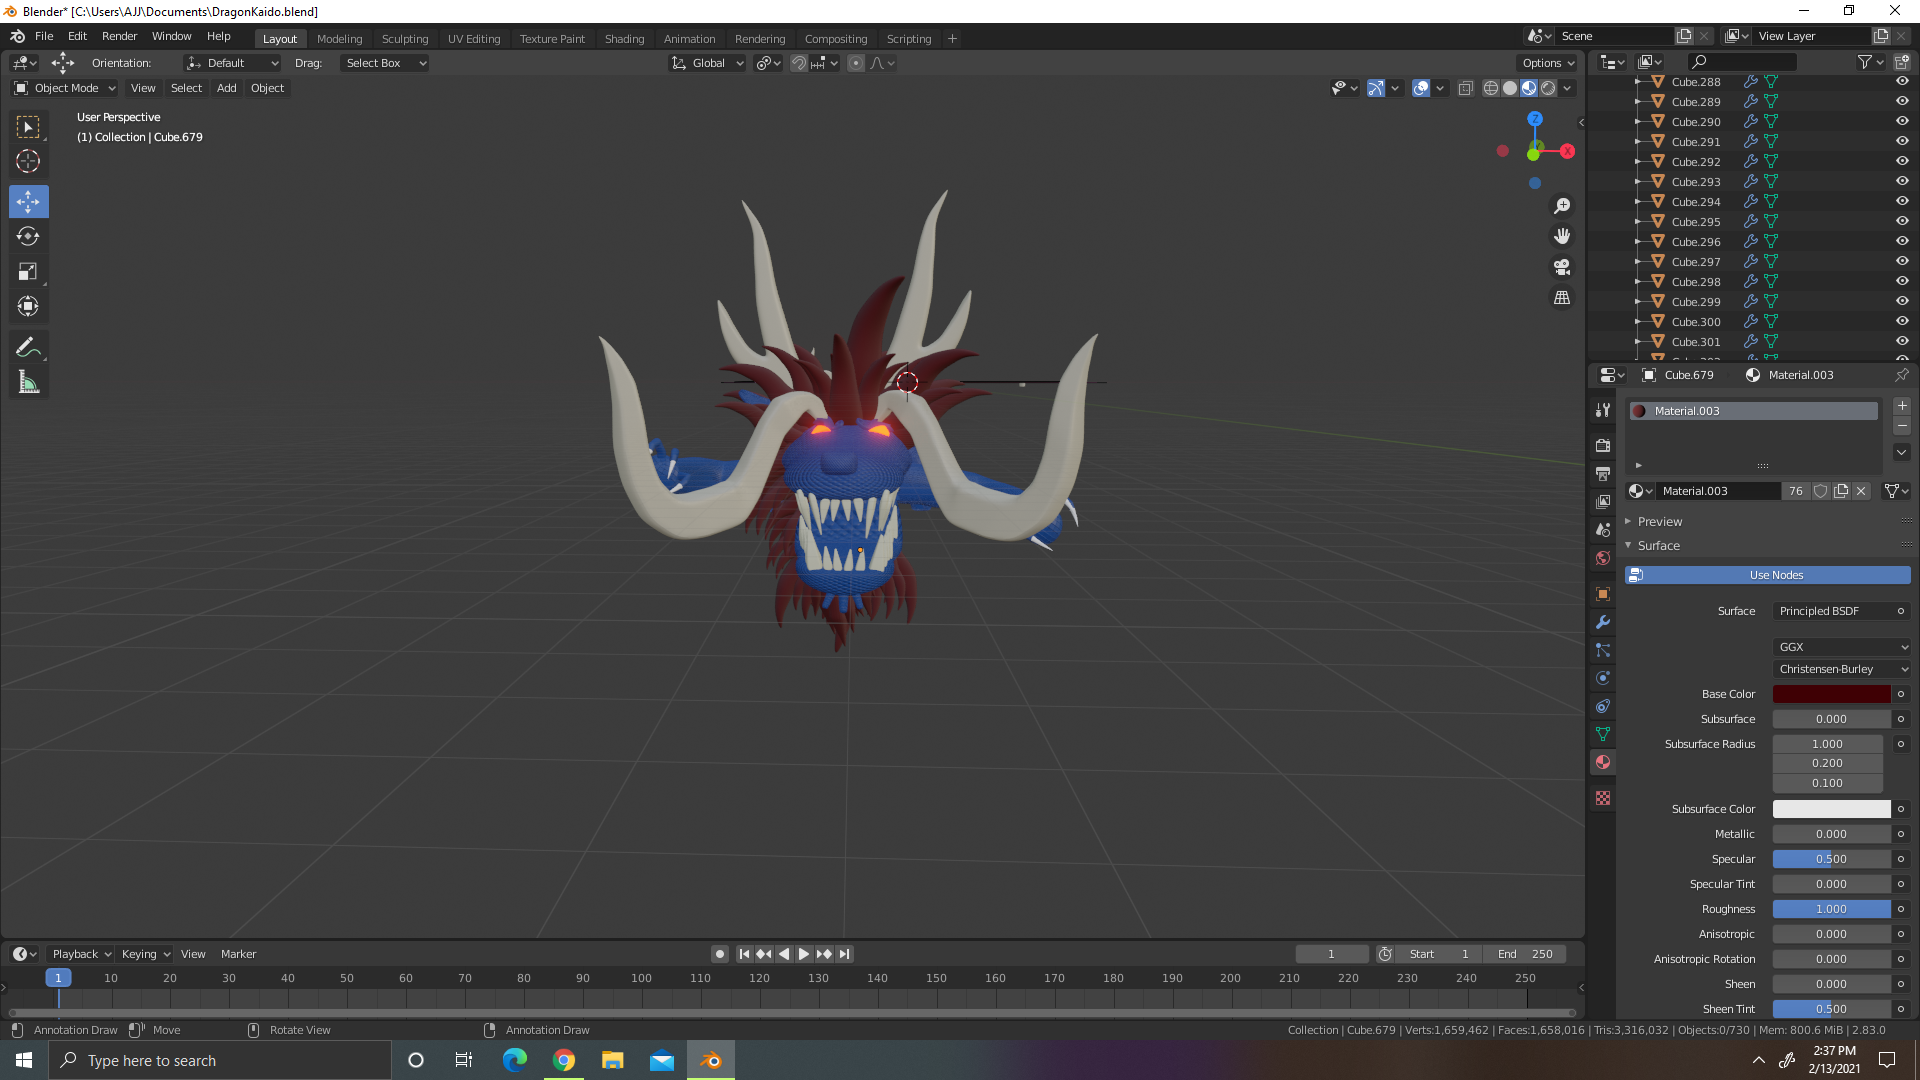 Blender* [C:\Users\AJJ\Documents\DragonKaido.blend]
File Edit Render Window Help Layout Modeling Sculpting UV Editing Texture Paint Shading Animation Rendering Compositing Scripting + Scene View Layer
Orientation: Default Drag: Select Box Global Options
Object Mode View Select Add Object
User Perspective
(1) Collection | Cube.679
Z
X
Cube.288
Cube.289
Cube.290
Cube.291
Cube.292
Cube.293
Cube.294
Cube.295
Cube.296
Cube.297
Cube.298
Cube.299
Cube.300
Cube.301
Cube.679 Material.003
Material.003
Material.003 76
Preview
Surface
Use Nodes
Surface Principled BSDF
GGX
Christensen-Burley
Base Color
Subsurface 0.000
Subsurface Radius 1.000
0.200
0.100
Subsurface Color
Metallic 0.000
Specular 0.500
Specular Tint 0.000
Roughness 1.000
Anisotropic 0.000
Anisotropic Rotation 0.000
Sheen 0.000
Sheen Tint 0.500
Playback Keying View Marker 1 Start 1 End 250
1 10 20 30 40 50 60 70 80 90 100 110 120 130 140 150 160 170 180 190 200 210 220 230 240 250
Annotation Draw Move Rotate View Annotation Draw Collection | Cube.679 | Verts:1,659,462 | Faces:1,658,016 | Tris:3,316,032 | Objects:0/730 | Mem: 800.6 MiB | 2.83.0
Type here to search
2:37 PM
2/13/2021